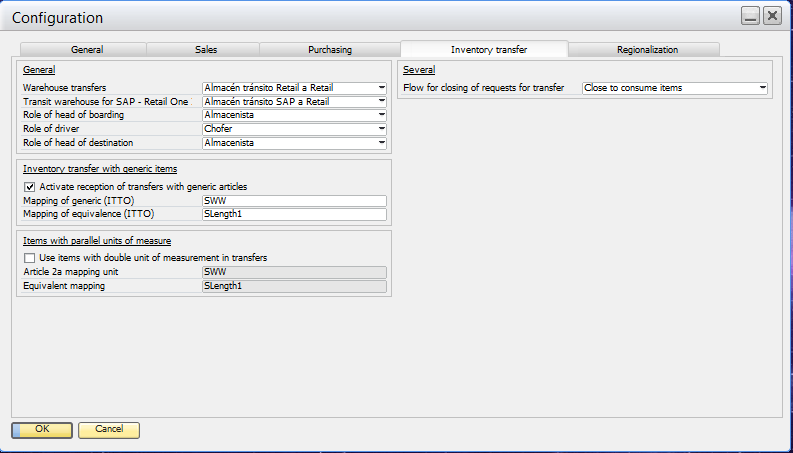 Configuration
General
Sales
Purchasing
Inventory transfer
Regionalization
General
Warehouse transfers Almacén tránsito Retail a Retail
Transit warehouse for SAP - Retail One Almacén tránsito SAP a Retail
Role of head of boarding Almacenista
Role of driver Chofer
Role of head of destination Almacenista
Inventory transfer with generic items
Activate reception of transfers with generic articles
Mapping of generic (ITTO) SWW
Mapping of equivalence (ITTO) SLength1
Items with parallel units of measure
Use items with double unit of measurement in transfers
Article 2a mapping unit SWW
Equivalent mapping SLength1
Several
Flow for closing of requests for transfer Close to consume items
OK
Cancel